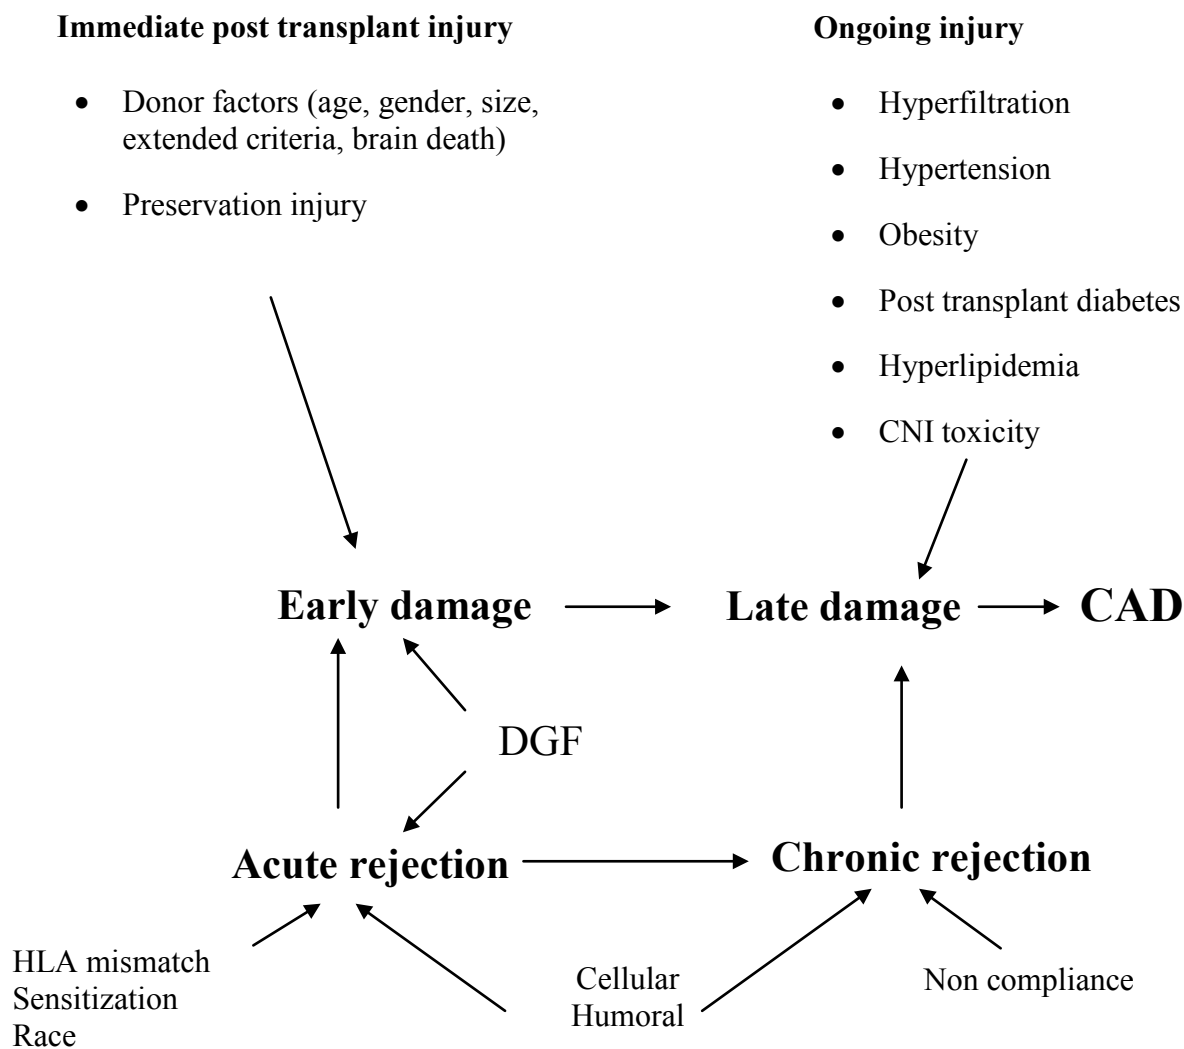 Immediate post transplant injury
• Donor factors (age, gender, size,
extended criteria, brain death)
• Preservation injury
Ongoing injury
• Hyperfiltration
• Hypertension
• Obesity
• Post transplant diabetes
• Hyperlipidemia
• CNI toxicity
Early damage
Late damage
CAD
DGF
Acute rejection
Chronic rejection
HLA mismatch
Sensitization
Race
Cellular
Humoral
Non compliance